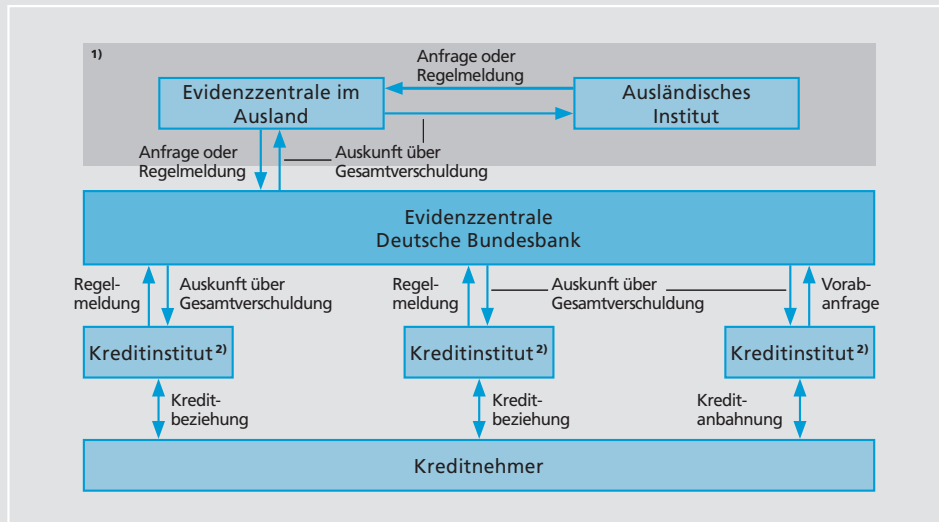 1)
Anfrage oder
Regelmeldung
Evidenzzentrale im
Ausland
Ausländisches
Institut
Anfrage oder
Regelmeldung
Auskunft über
Gesamtverschuldung
Evidenzzentrale
Deutsche Bundesbank
Regel-
meldung
Auskunft über
Gesamtverschuldung
Regel-
meldung
Auskunft über
Gesamtverschuldung
Vorab-
anfrage
Kreditinstitut 2)
Kreditinstitut 2)
Kreditinstitut 2)
Kredit-
beziehung
Kredit-
beziehung
Kredit-
anbahnung
Kreditnehmer